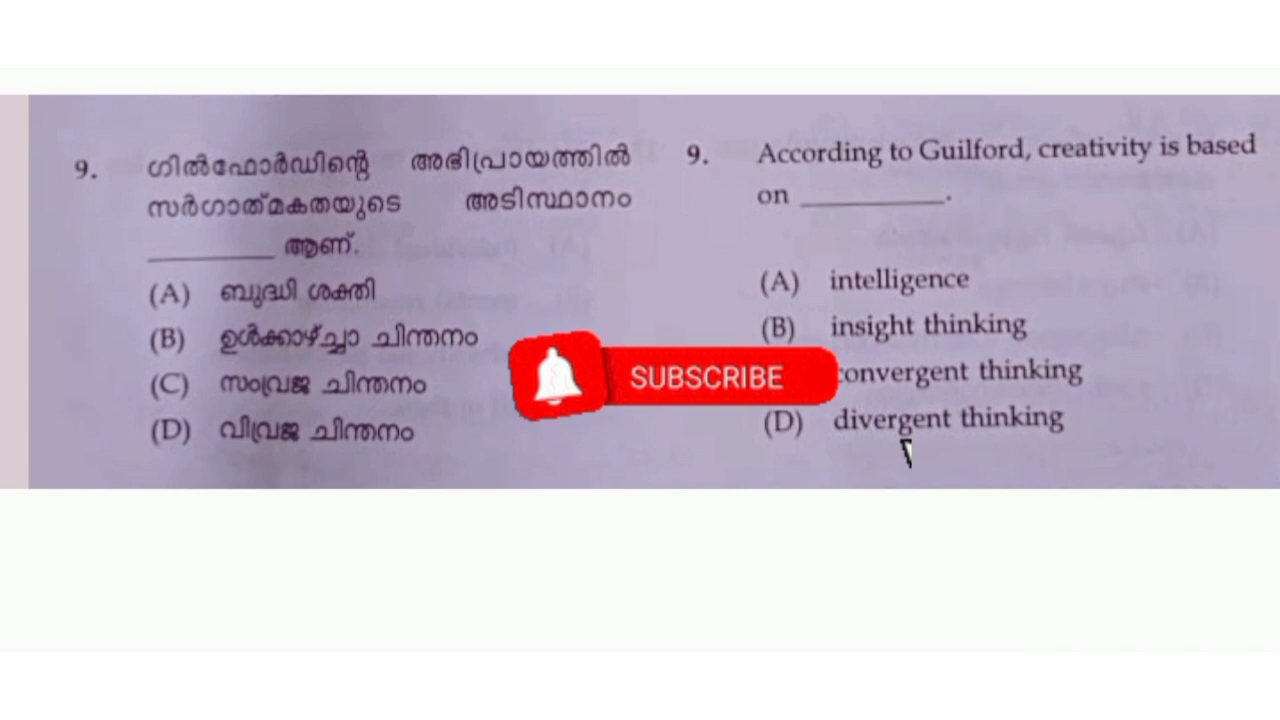 9. ഗിൽഫോർഡിന്റെ അഭിപ്രായത്തിൽ
സർഗാത്മകതയുടെ അടിസ്ഥാനം
________ ആണ്.
(A) ബുദ്ധി ശക്തി
(B) ഉൾക്കാഴ്ച്ചാ ചിന്തനം
(C) സംവ്രജ ചിന്തനം
(D) വിവ്രജ ചിന്തനം
9. According to Guilford, creativity is based
on ________.
(A) intelligence
(B) insight thinking
convergent thinking
(D) divergent thinking
SUBSCRIBE